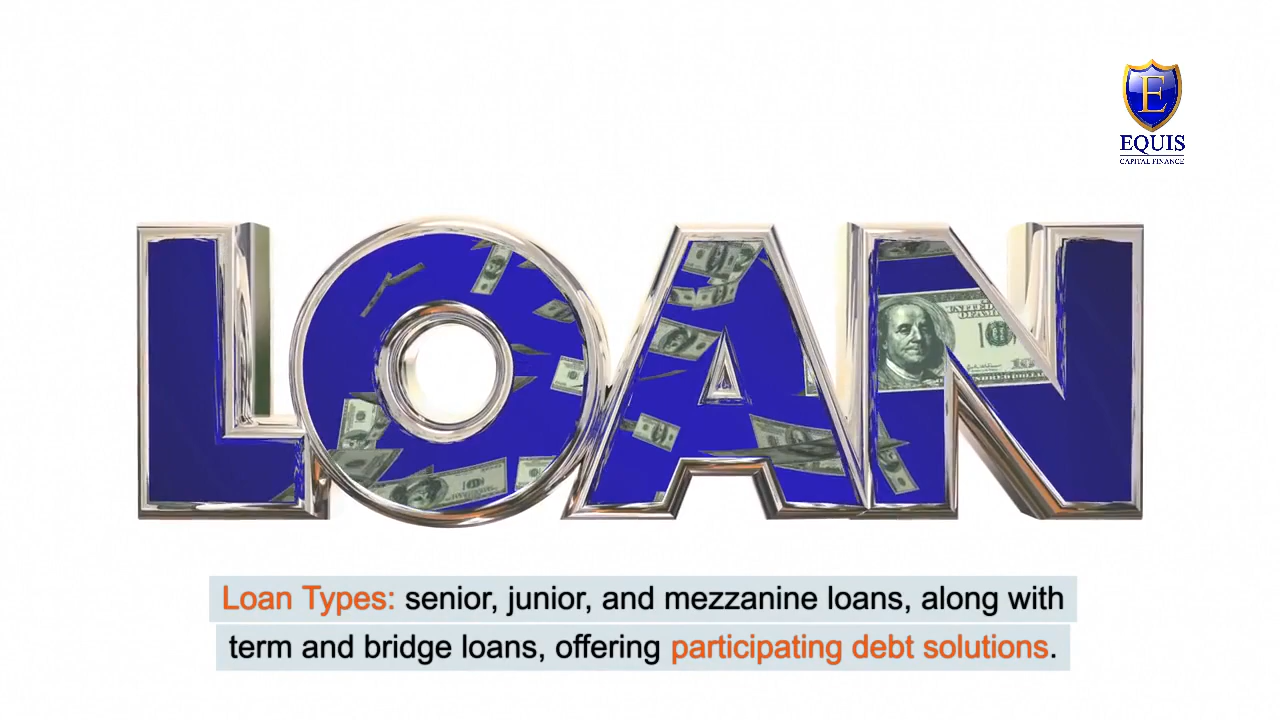 E
EQUIS
CAPITAL FINANCE
LOAN
Loan Types: senior, junior, and mezzanine loans, along with
term and bridge loans, offering participating debt solutions.